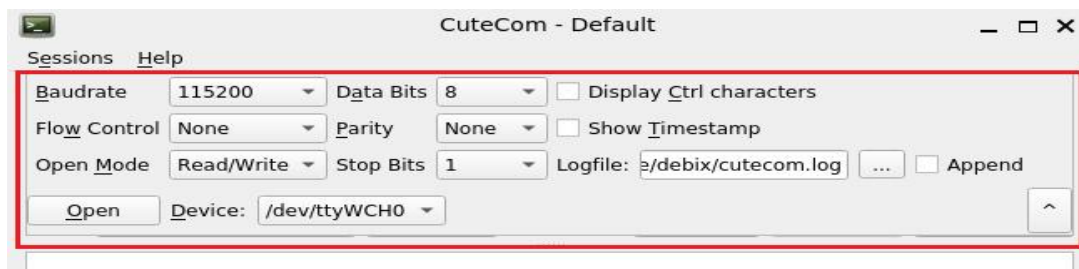 CuteCom - Default
Sessions Help
Baudrate 115200 Data Bits 8 Display Ctrl characters
Flow Control None Parity None Show Timestamp
Open Mode Read/Write Stop Bits 1 Logfile: e/debix/cutecom.log ... Append
Open Device: /dev/ttyWCH0